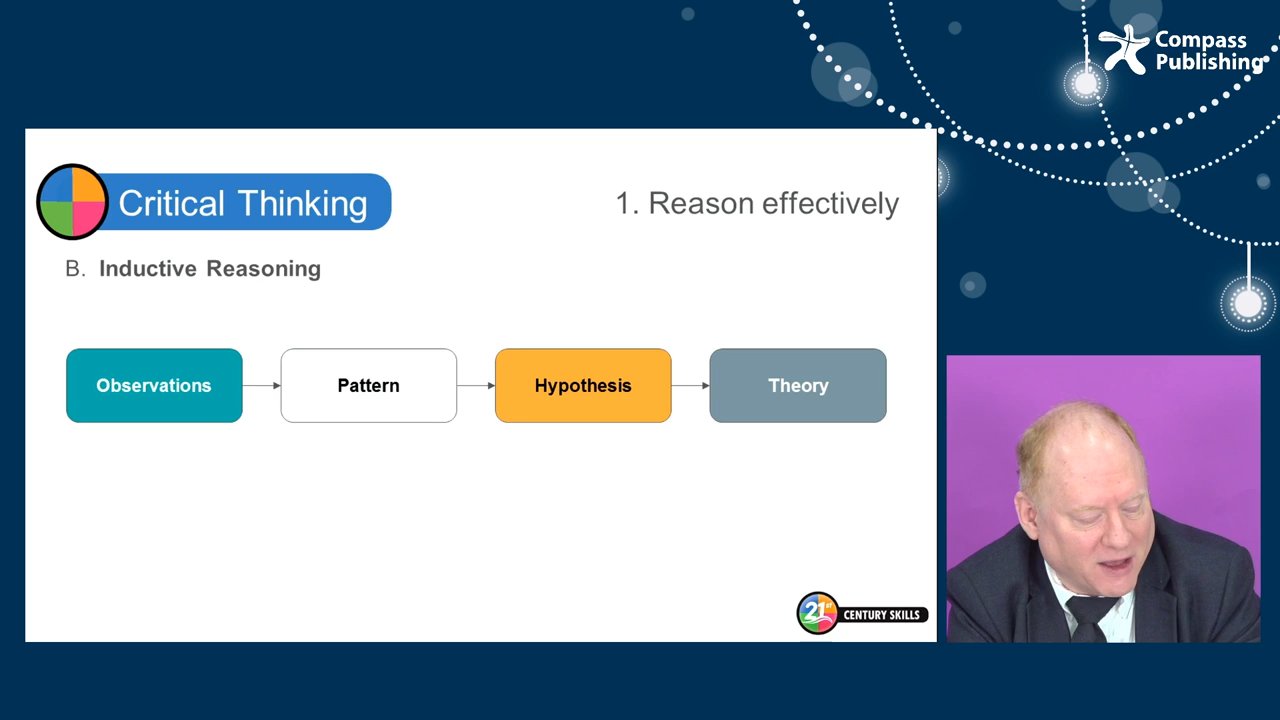 Compass
Publishing
Critical Thinking
1. Reason effectively
B. Inductive Reasoning
Observations
Pattern
Hypothesis
Theory
21ST CENTURY SKILLS